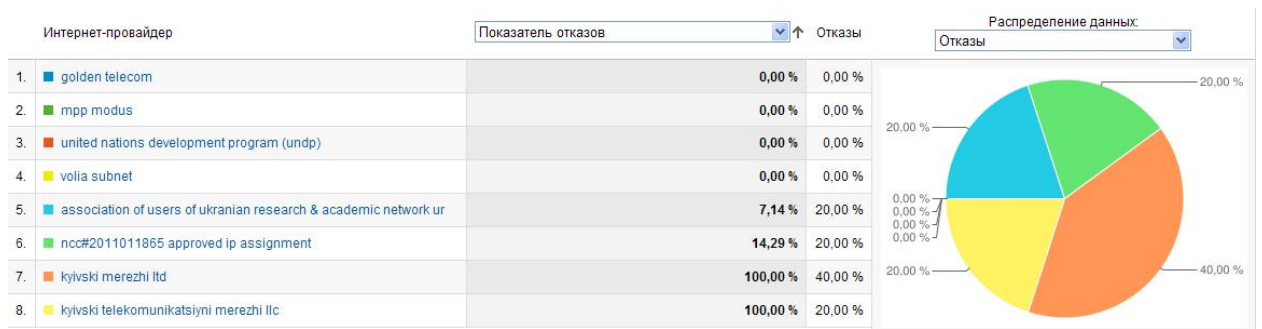 Интернет-провайдер Показатель отказов Отказы Распределение данных:
Отказы
1. golden telecom 0,00 % 0,00 %
2. mpp modus 0,00 % 0,00 %
3. united nations development program (undp) 0,00 % 0,00 %
4. volia subnet 0,00 % 0,00 %
5. association of users of ukranian research & academic network ur 7,14 % 20,00 %
6. ncc#2011011865 approved ip assignment 14,29 % 20,00 %
7. kyivski merezhi ltd 100,00 % 40,00 %
8. kyivski telekomunikatsiyni merezhi llc 100,00 % 20,00 %
20,00 %
20,00 %
0,00 %
0,00 %
0,00 %
0,00 %
20,00 %
40,00 %